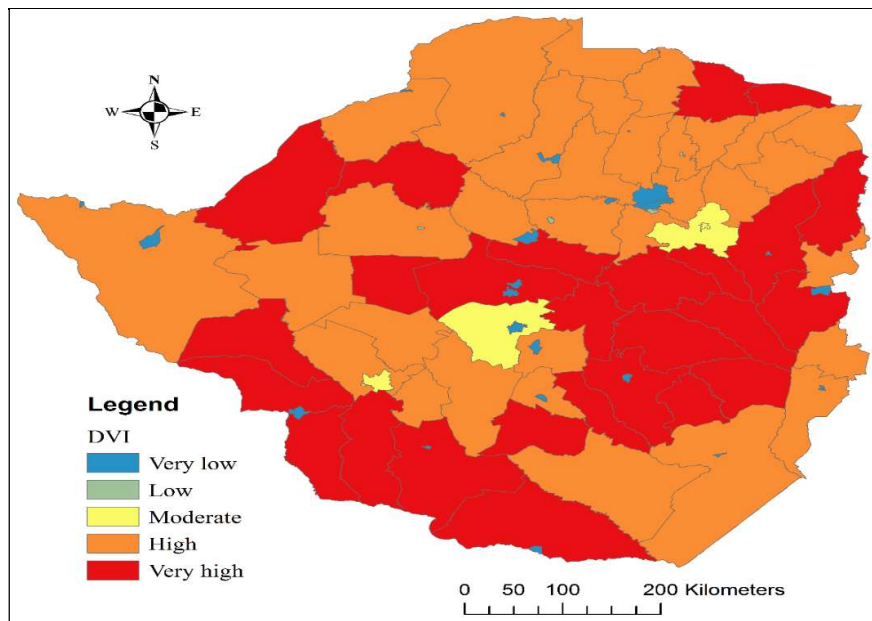 N
W E
S
Legend
DVI
Very low
Low
Moderate
High
Very high
0 50 100 200 Kilometers